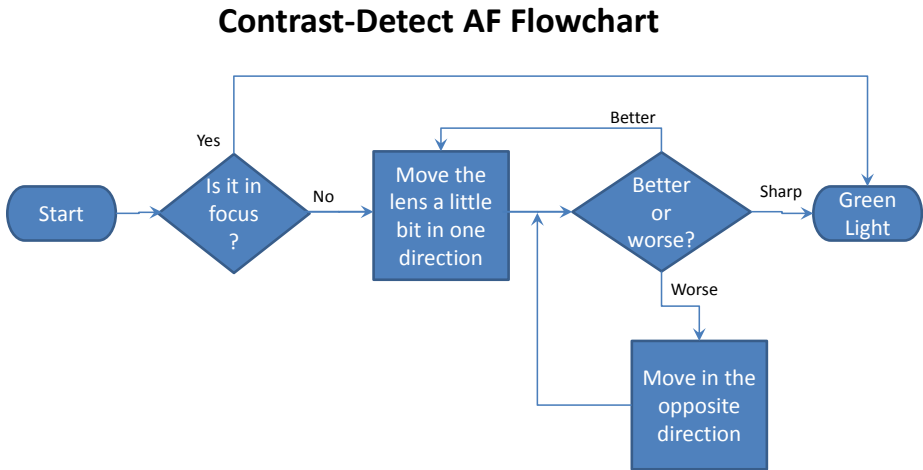 Contrast-Detect AF Flowchart
Better
Yes
Is it in
focus
?
No
Move the
lens a little
bit in one
direction
Better
or
worse?
Sharp
Start
Green
Light
Worse
Move in the
opposite
direction